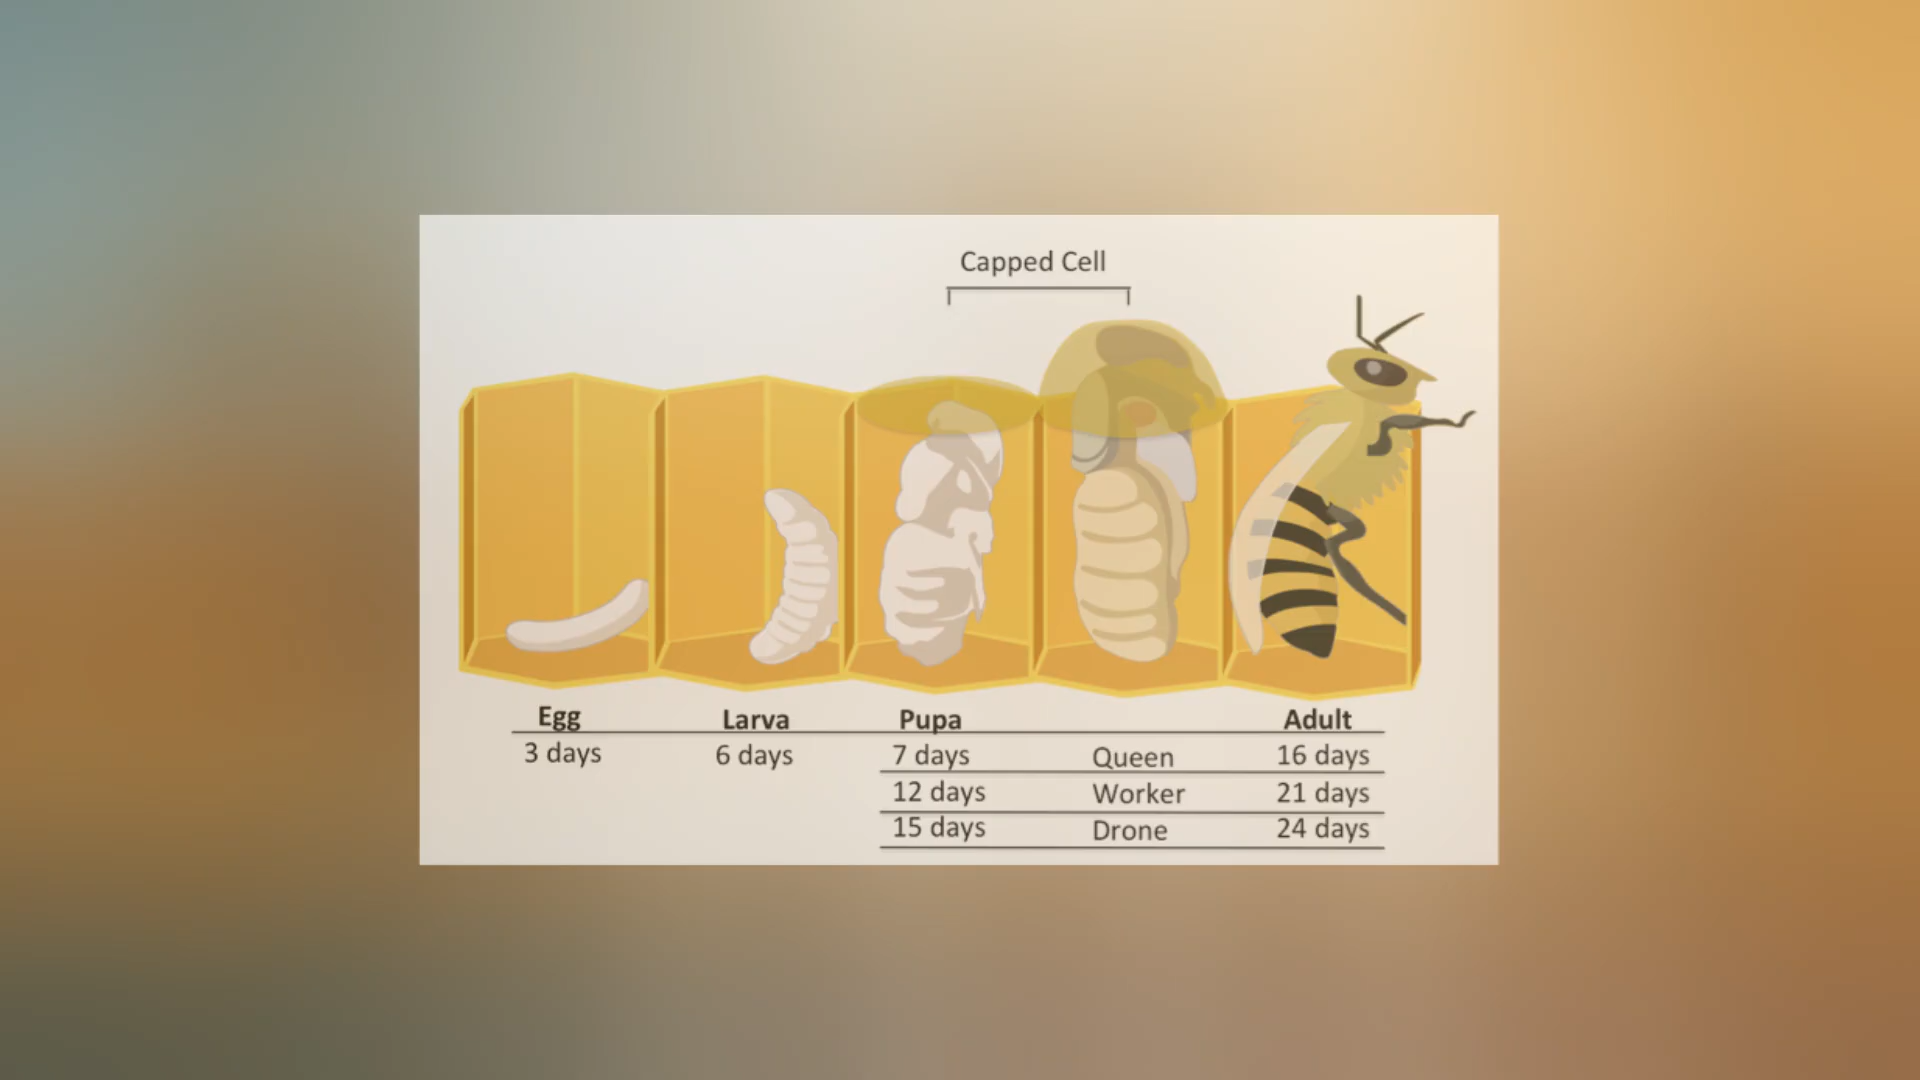 Capped Cell
Egg Larva Pupa Adult
3 days 6 days 7 days Queen 16 days
12 days Worker 21 days
15 days Drone 24 days